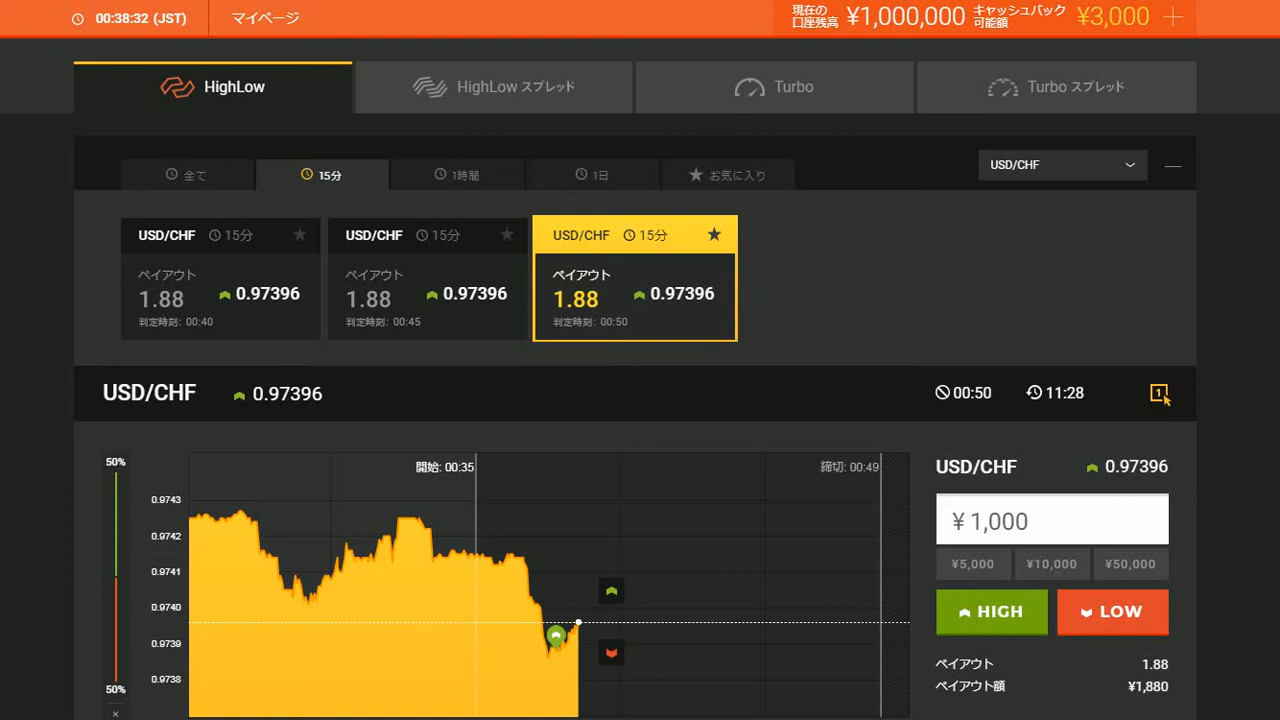 00:38:32 (JST) マイページ 現在の口座残高 ¥1,000,000 キャッシュバック可能額 ¥3,000
HighLow HighLow スプレッド Turbo Turbo スプレッド
全て 15分 1時間 1日 お気に入り USD/CHF
USD/CHF 15分 USD/CHF 15分 USD/CHF 15分
ペイアウト ペイアウト ペイアウト
1.88 0.97396 1.88 0.97396 1.88 0.97396
判定時刻: 00:40 判定時刻: 00:45 判定時刻: 00:50
USD/CHF 0.97396 00:50 11:28 1
50% 開始: 00:35 締切: 00:49 USD/CHF 0.97396
0.9743
¥ 1,000
0.9742
¥5,000 ¥10,000 ¥50,000
0.9741
0.9740 HIGH LOW
0.9739
ペイアウト 1.88
0.9738
ペイアウト額 ¥1,880
50%